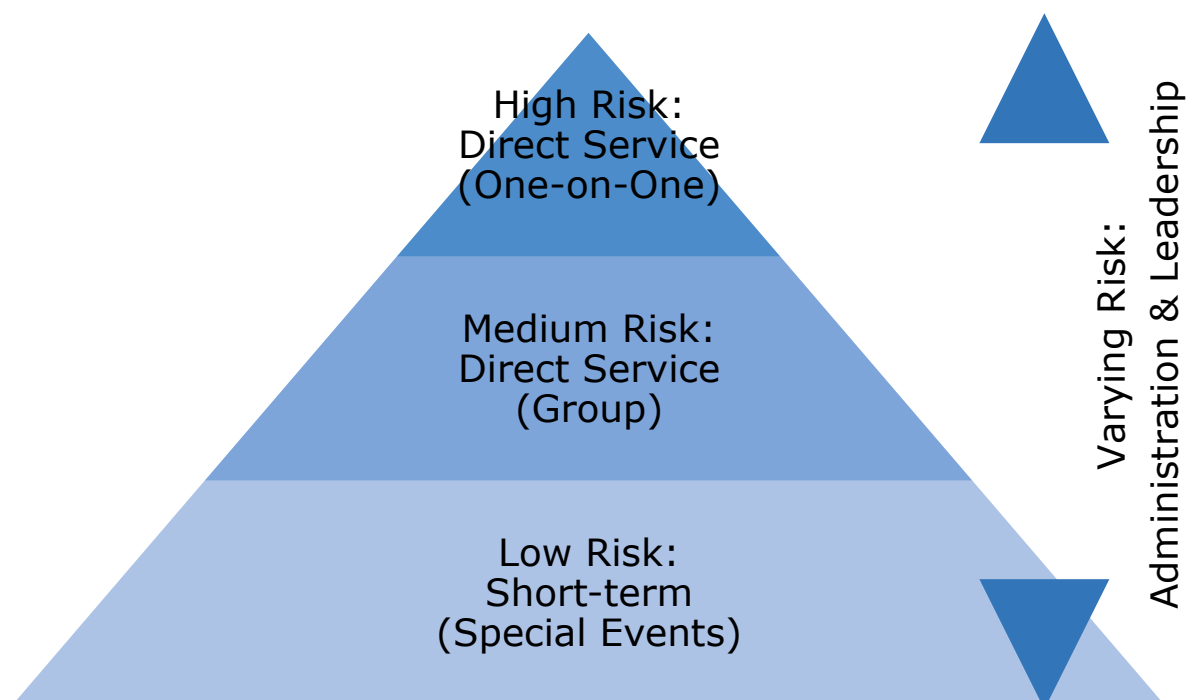 High Risk:
Direct Service
(One-on-One)
Medium Risk:
Direct Service
(Group)
Low Risk:
Short-term
(Special Events)
Varying Risk:
Administration & Leadership